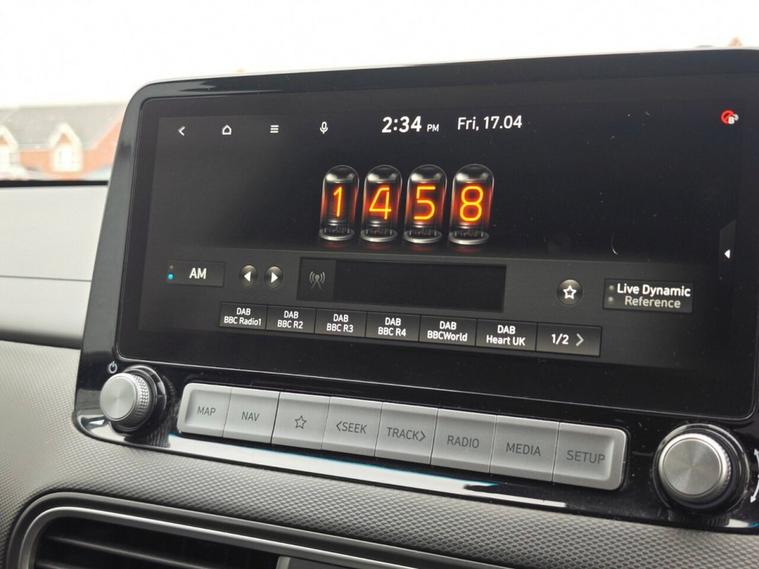 2:34 PM Fri, 17.04
1458
AM
Live Dynamic
Reference
DAB
BBC Radio1
DAB
BBC R2
DAB
BBC R3
DAB
BBC R4
DAB
BBCWorld
DAB
Heart UK
1/2
MAP
NAV
<SEEK
TRACK>
RADIO
MEDIA
SETUP